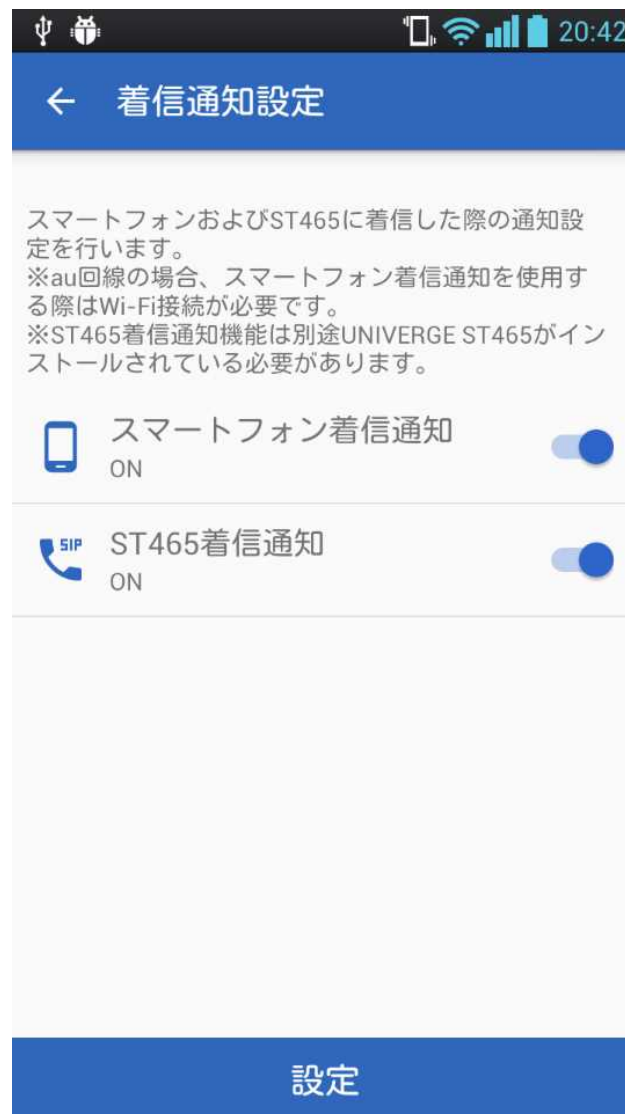 20:42
着信通知設定
スマートフォンおよびST465に着信した際の通知設
定を行います。
※au回線の場合、スマートフォン着信通知を使用す
る際はWi-Fi接続が必要です。
※ST465着信通知機能は別途UNIVERGE ST465がイン
ストールされている必要があります。
スマートフォン着信通知
ON
SIP
ST465着信通知
ON
設定